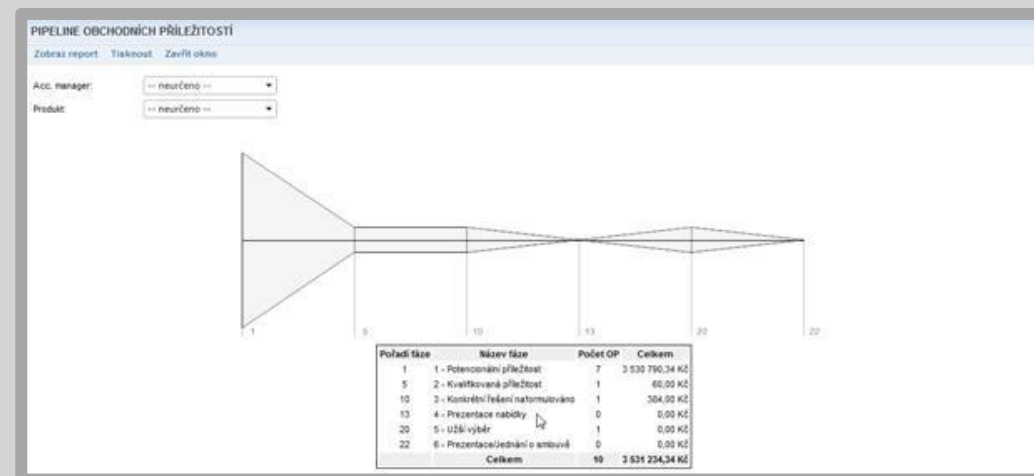 PIPELINE OBCHODNÍCH PŘÍLEŽITOSTÍ
Zobraz report Tisknout Zavřít okno
Acc. manager: -- neurčeno --
Produkt: -- neurčeno --
1 5 10 13 20 22
Pořadí fáze Název fáze Počet OP Celkem
1 1 - Potencionální příležitost 7 3 530 790,34 Kč
5 2 - Kvalifikovaná příležitost 1 60,00 Kč
10 3 - Konkrétní řešení naformulováno 1 384,00 Kč
13 4 - Prezentace nabídky 0 0,00 Kč
20 5 - Užší výběr 1 0,00 Kč
22 6 - Prezentace/Jednání o smlouvě 0 0,00 Kč
Celkem 10 3 531 234,34 Kč